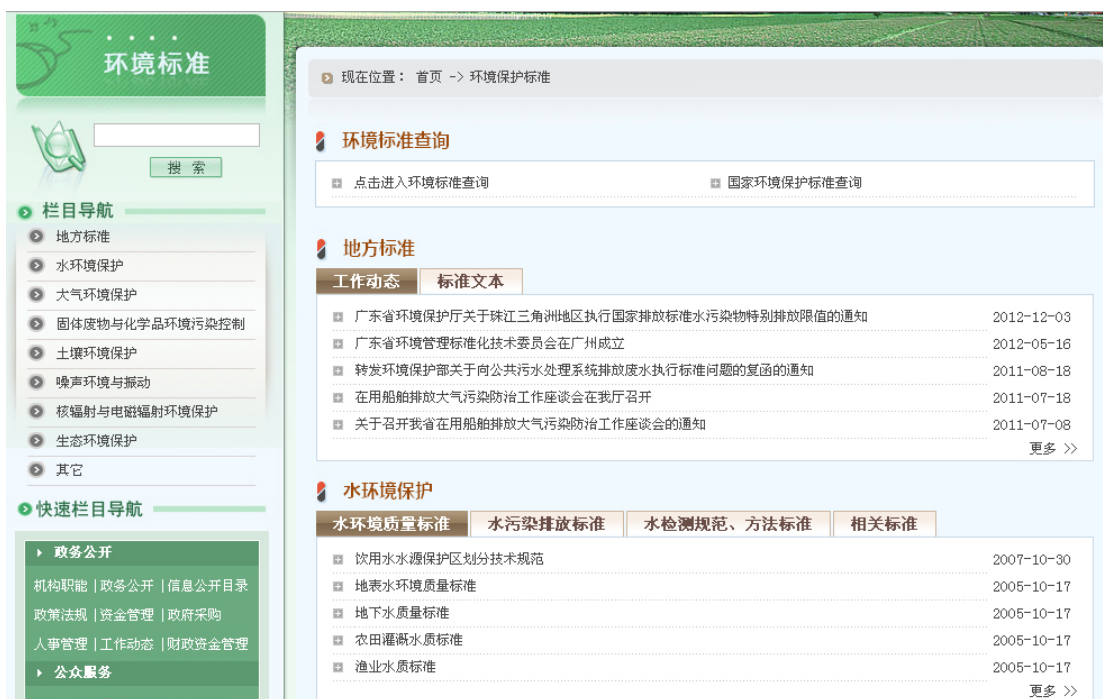 环境标准
搜 索
栏目导航
地方标准
水环境保护
大气环境保护
固体废物与化学品环境污染控制
土壤环境保护
噪声环境与振动
核辐射与电磁辐射环境保护
生态环境保护
其它
快速栏目导航
政务公开
机构职能 | 政务公开 | 信息公开目录
政策法规 | 资金管理 | 政府采购
人事管理 | 工作动态 | 财政资金管理
公众服务
现在位置： 首页 -> 环境保护标准
环境标准查询
点击进入环境标准查询 国家环境保护标准查询
地方标准
工作动态 标准文本
广东省环境保护厅关于珠江三角洲地区执行国家排放标准水污染物特别排放限值的通知 2012-12-03
广东省环境管理标准化技术委员会在广州成立 2012-05-16
转发环境保护部关于向公共污水处理系统排放废水执行标准问题的复函的通知 2011-08-18
在用船舶排放大气污染防治工作座谈会在我厅召开 2011-07-18
关于召开我省在用船舶排放大气污染防治工作座谈会的通知 2011-07-08
更多 >>
水环境保护
水环境质量标准 水污染排放标准 水检测规范、方法标准 相关标准
饮用水水源保护区划分技术规范 2007-10-30
地表水环境质量标准 2005-10-17
地下水质量标准 2005-10-17
农田灌溉水质标准 2005-10-17
渔业水质标准 2005-10-17
更多 >>